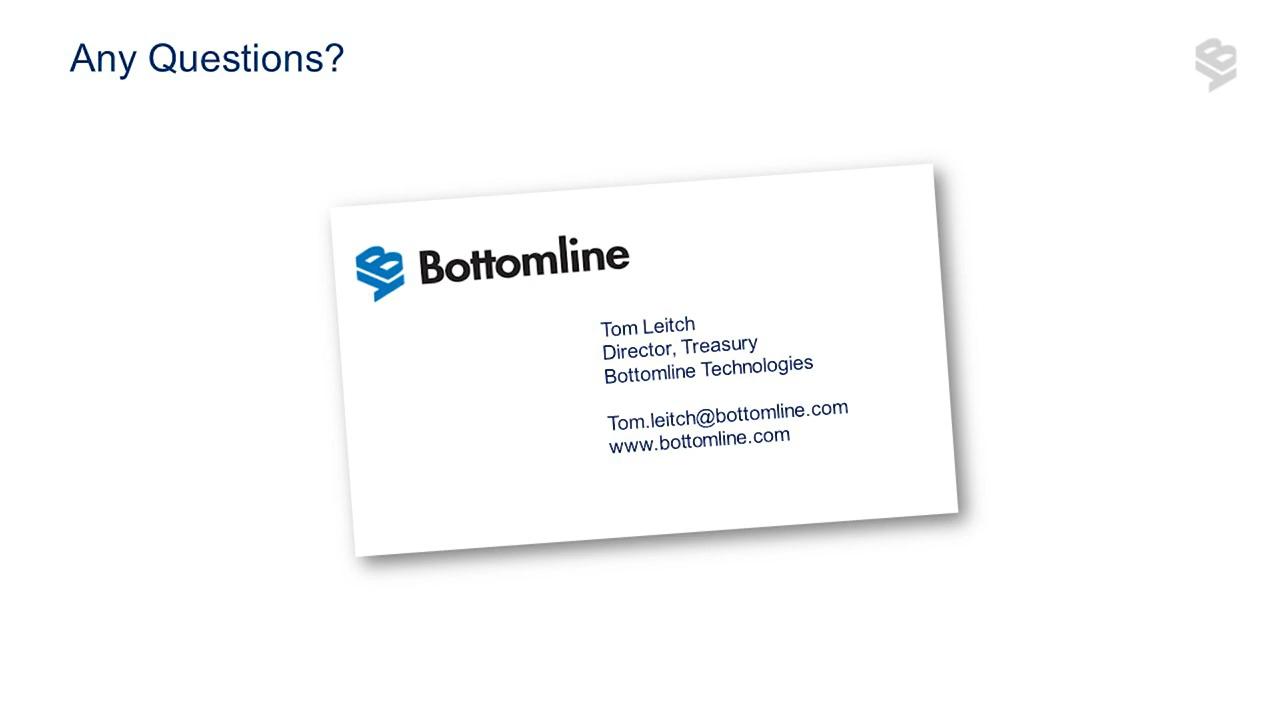 Any Questions?
Bottomline
Tom Leitch
Director, Treasury
Bottomline Technologies
Tom.leitch@bottomline.com
www.bottomline.com